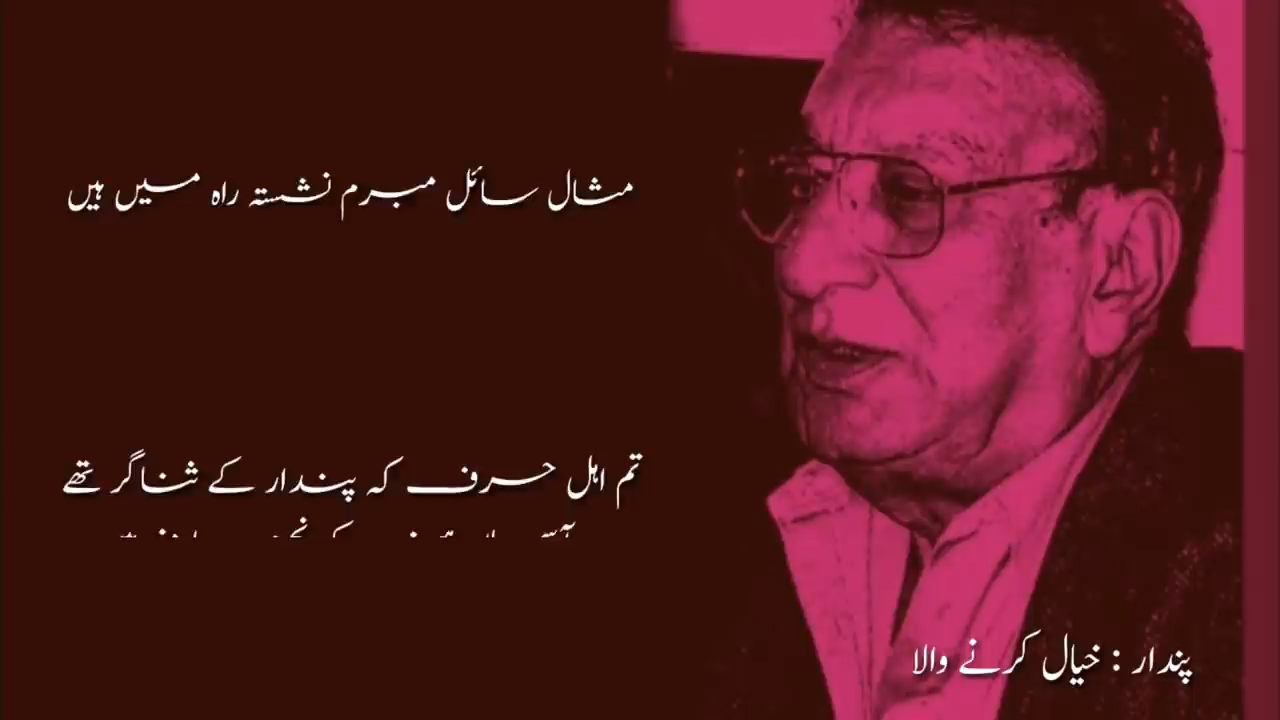 مثال سائل مبرم نشستہ راہ میں ہیں
تم اہل حرف کہ پندار کے ثناگر تھے
پندار : خیال کرنے والا